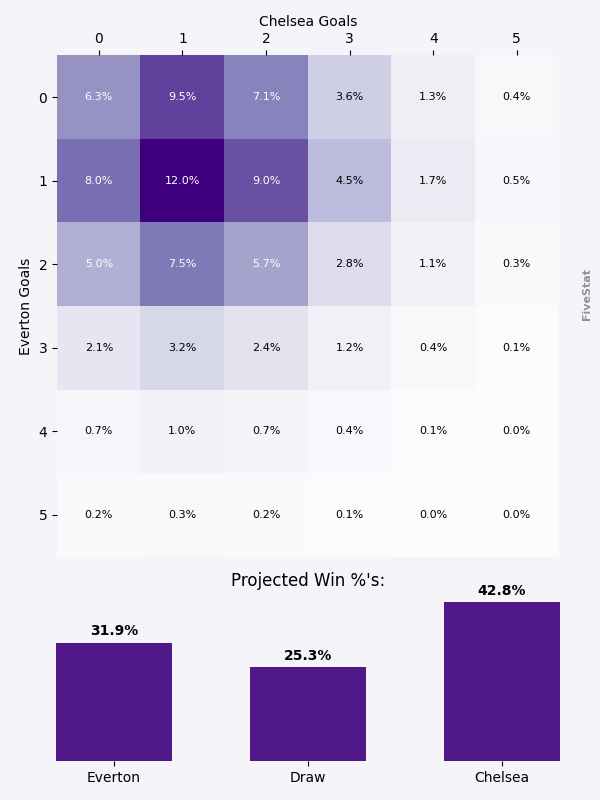 Chelsea Goals
0 1 2 3 4 5
0 6.3% 9.5% 7.1% 3.6% 1.3% 0.4%
1 8.0% 12.0% 9.0% 4.5% 1.7% 0.5%
2 5.0% 7.5% 5.7% 2.8% 1.1% 0.3%
3 2.1% 3.2% 2.4% 1.2% 0.4% 0.1%
4 0.7% 1.0% 0.7% 0.4% 0.1% 0.0%
5 0.2% 0.3% 0.2% 0.1% 0.0% 0.0%
Everton Goals
FiveStat
Projected Win %'s:
31.9% 25.3% 42.8%
Everton Draw Chelsea